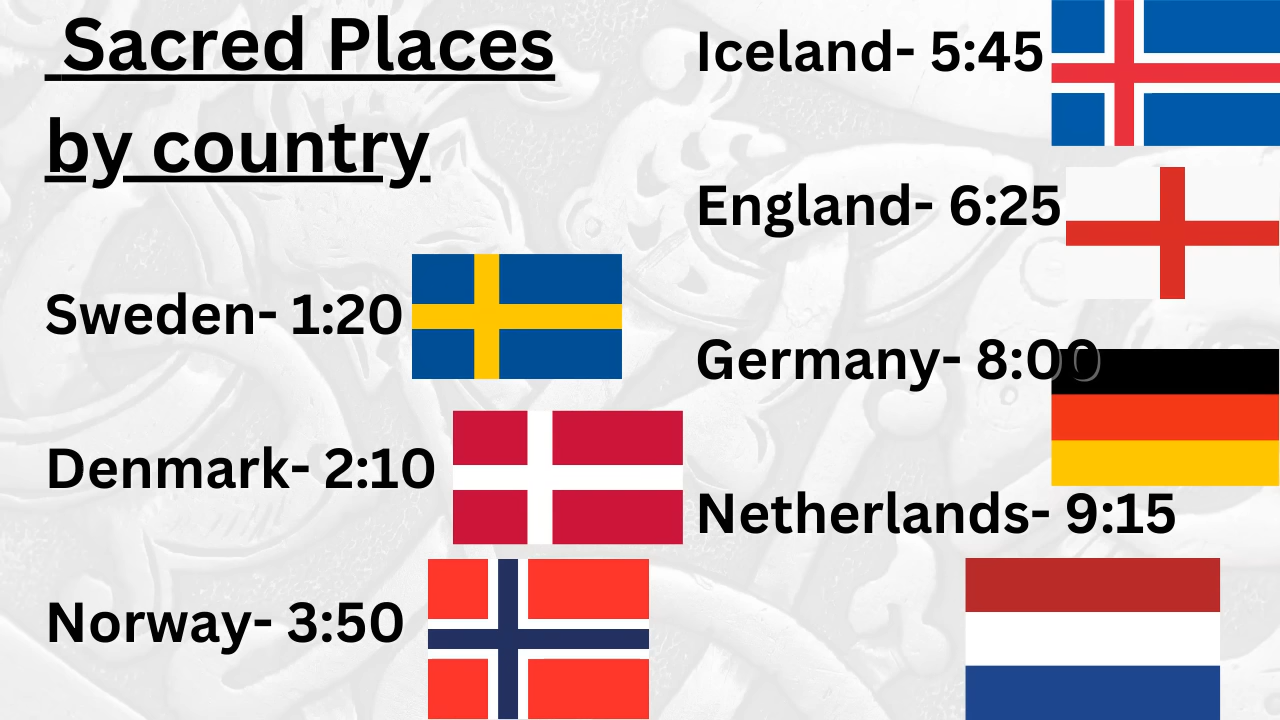 Sacred Places
by country
Sweden- 1:20
Denmark- 2:10
Norway- 3:50
Iceland- 5:45
England- 6:25
Germany- 8:00
Netherlands- 9:15